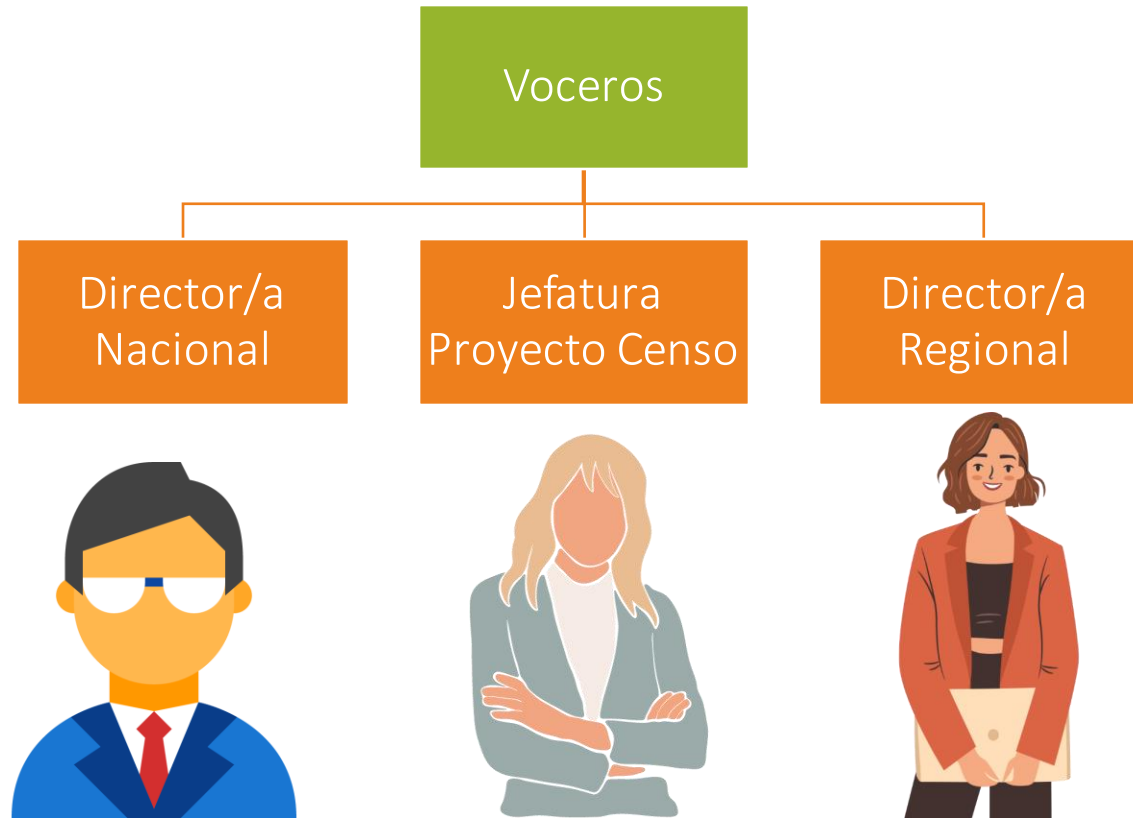 Voceros
Director/a
Nacional
Jefatura
Proyecto Censo
Director/a
Regional